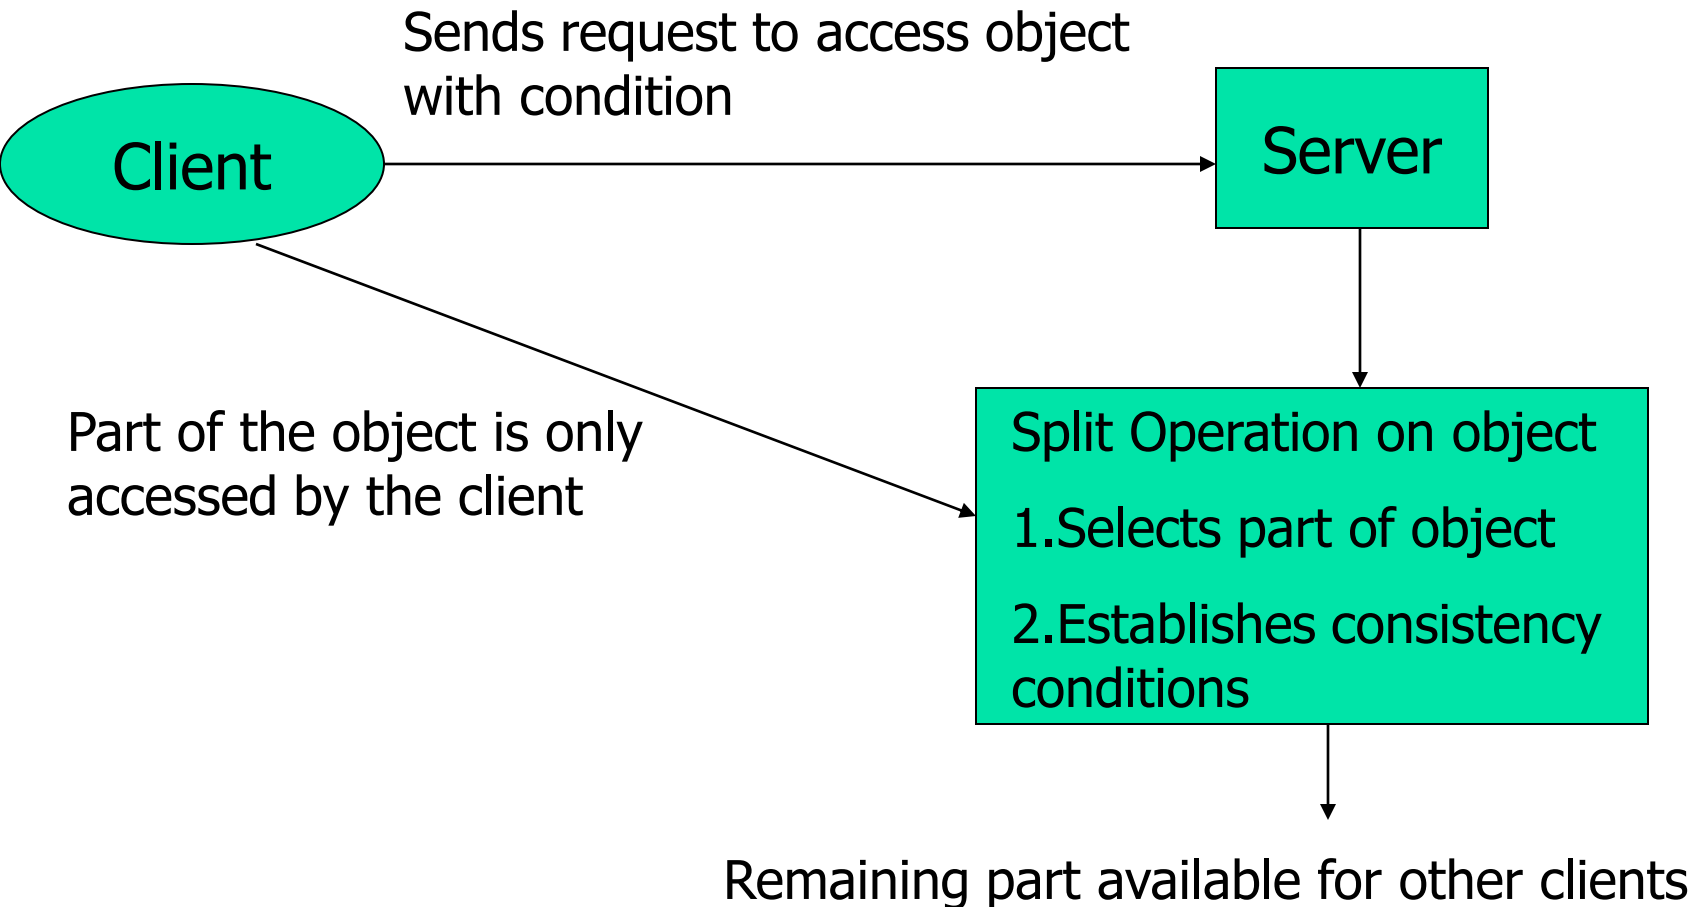 Sends request to access object
with condition
Client
Server
Part of the object is only
accessed by the client
Split Operation on object
1.Selects part of object
2.Establishes consistency
conditions
Remaining part available for other clients